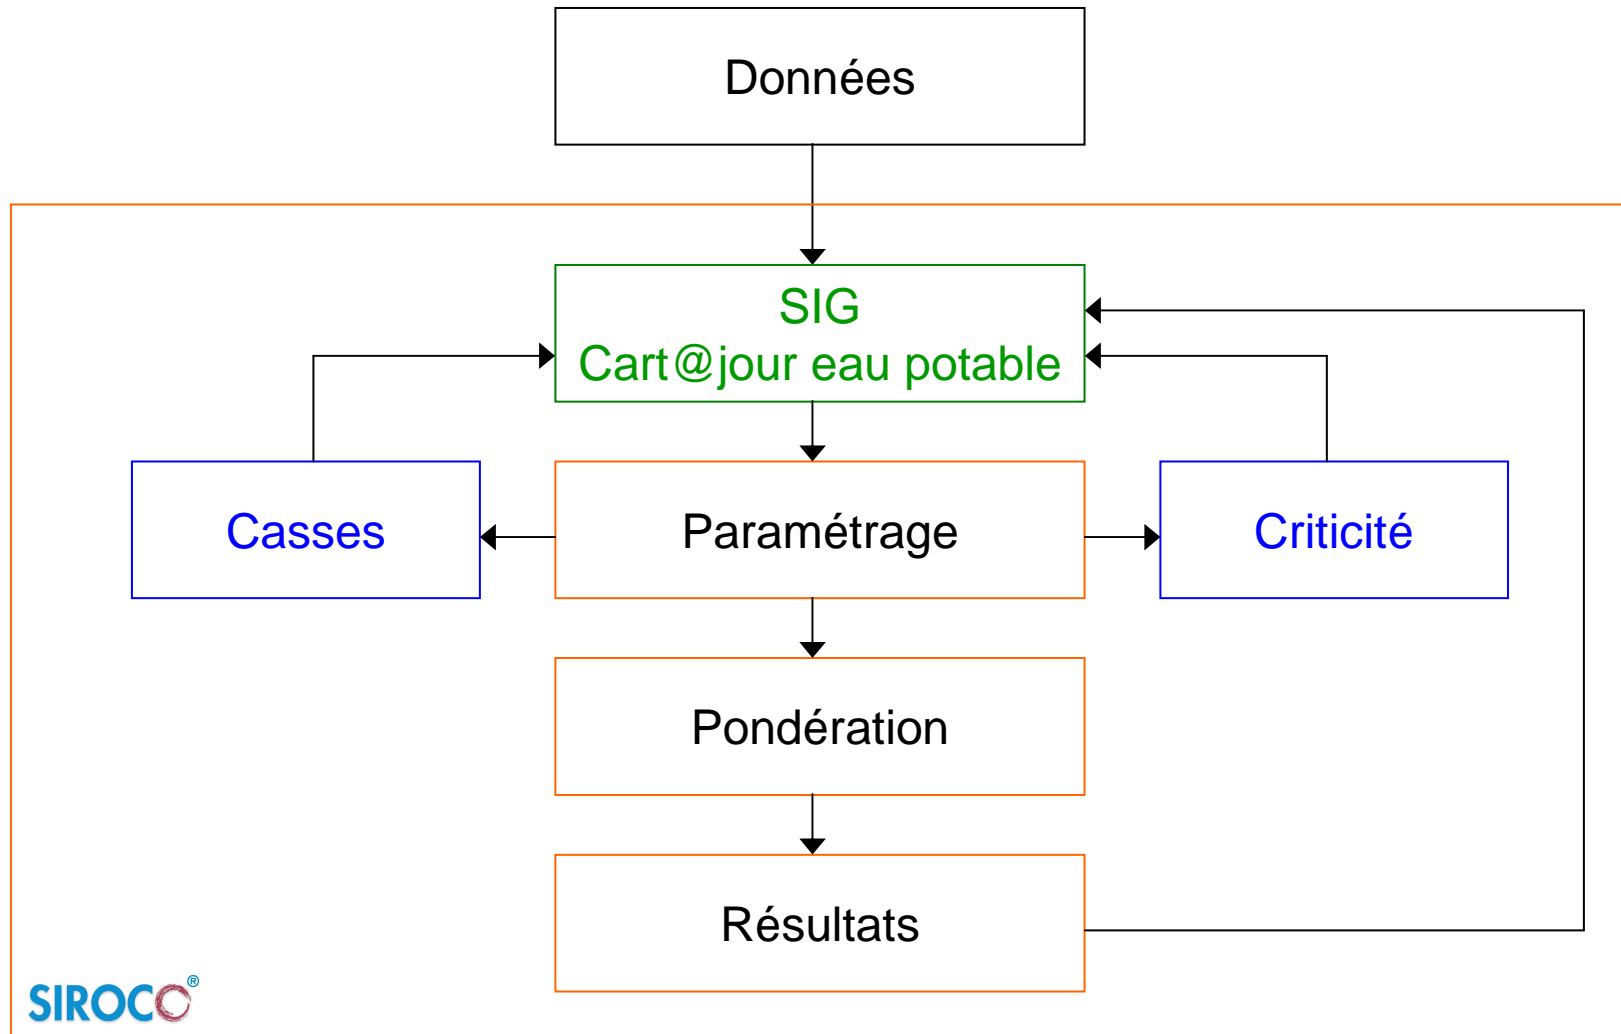 Données
SIG
Cart@jour eau potable
Casses
Paramétrage
Criticité
Pondération
Résultats
SIROCO®